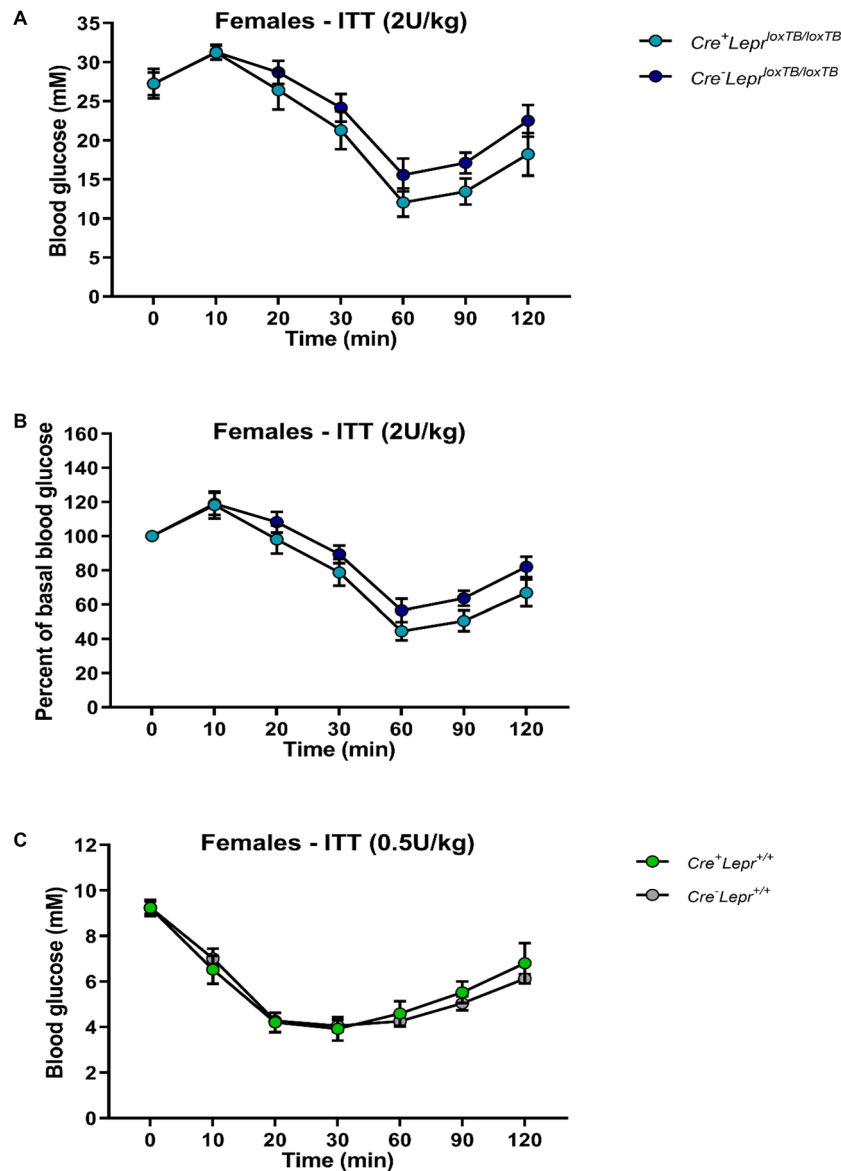 A
Females - ITT (2U/kg)
Cre⁺Lepr^loxTB/loxTB
Cre⁻Lepr^loxTB/loxTB
Blood glucose (mM)
35
30
25
20
15
10
5
0
0 10 20 30 60 90 120
Time (min)
B
Females - ITT (2U/kg)
Percent of basal blood glucose
160
140
120
100
80
60
40
20
0
0 10 20 30 60 90 120
Time (min)
C
Females - ITT (0.5U/kg)
Cre⁺Lepr⁺/⁺
Cre⁻Lepr⁺/⁺
Blood glucose (mM)
12
10
8
6
4
2
0
0 10 20 30 60 90 120
Time (min)